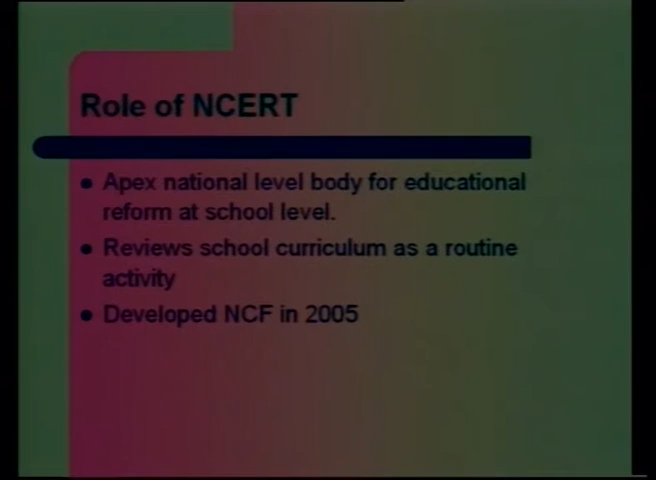 Role of NCERT
• Apex national level body for educational
reform at school level.
• Reviews school curriculum as a routine
activity
• Developed NCF in 2005